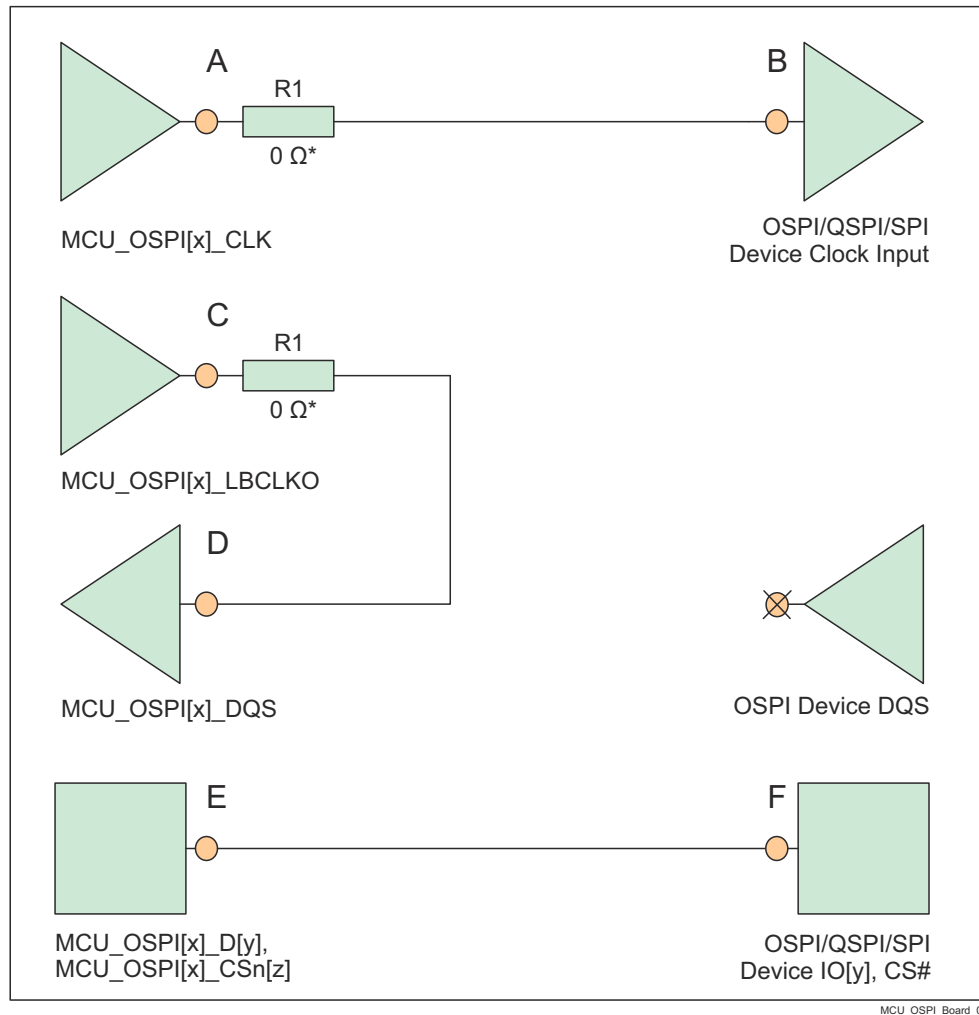 A
B
R1
0 Ω*
MCU_OSPI[x]_CLK
OSPI/QSPI/SPI
Device Clock Input
C
R1
0 Ω*
MCU_OSPI[x]_LBCLKO
D
MCU_OSPI[x]_DQS
OSPI Device DQS
E
F
MCU_OSPI[x]_D[y],
MCU_OSPI[x]_CSn[z]
OSPI/QSPI/SPI
Device IO[y], CS#
MCU_OSPI_Board